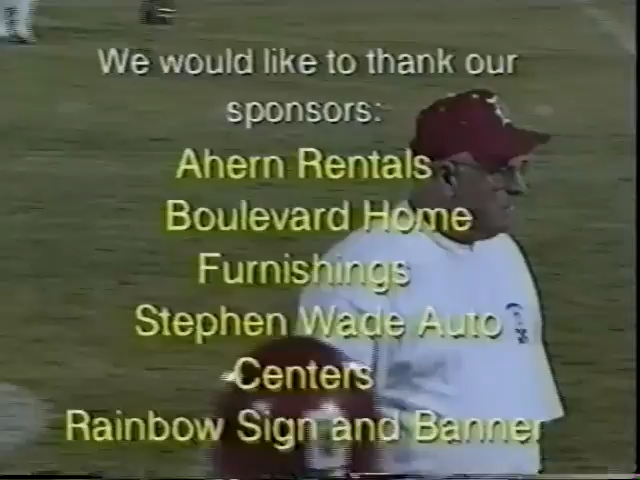 We would like to thank our
sponsors:
Ahern Rentals
Boulevard Home
Furnishings
Stephen Wade Auto
Centers
Rainbow Sign and Banner